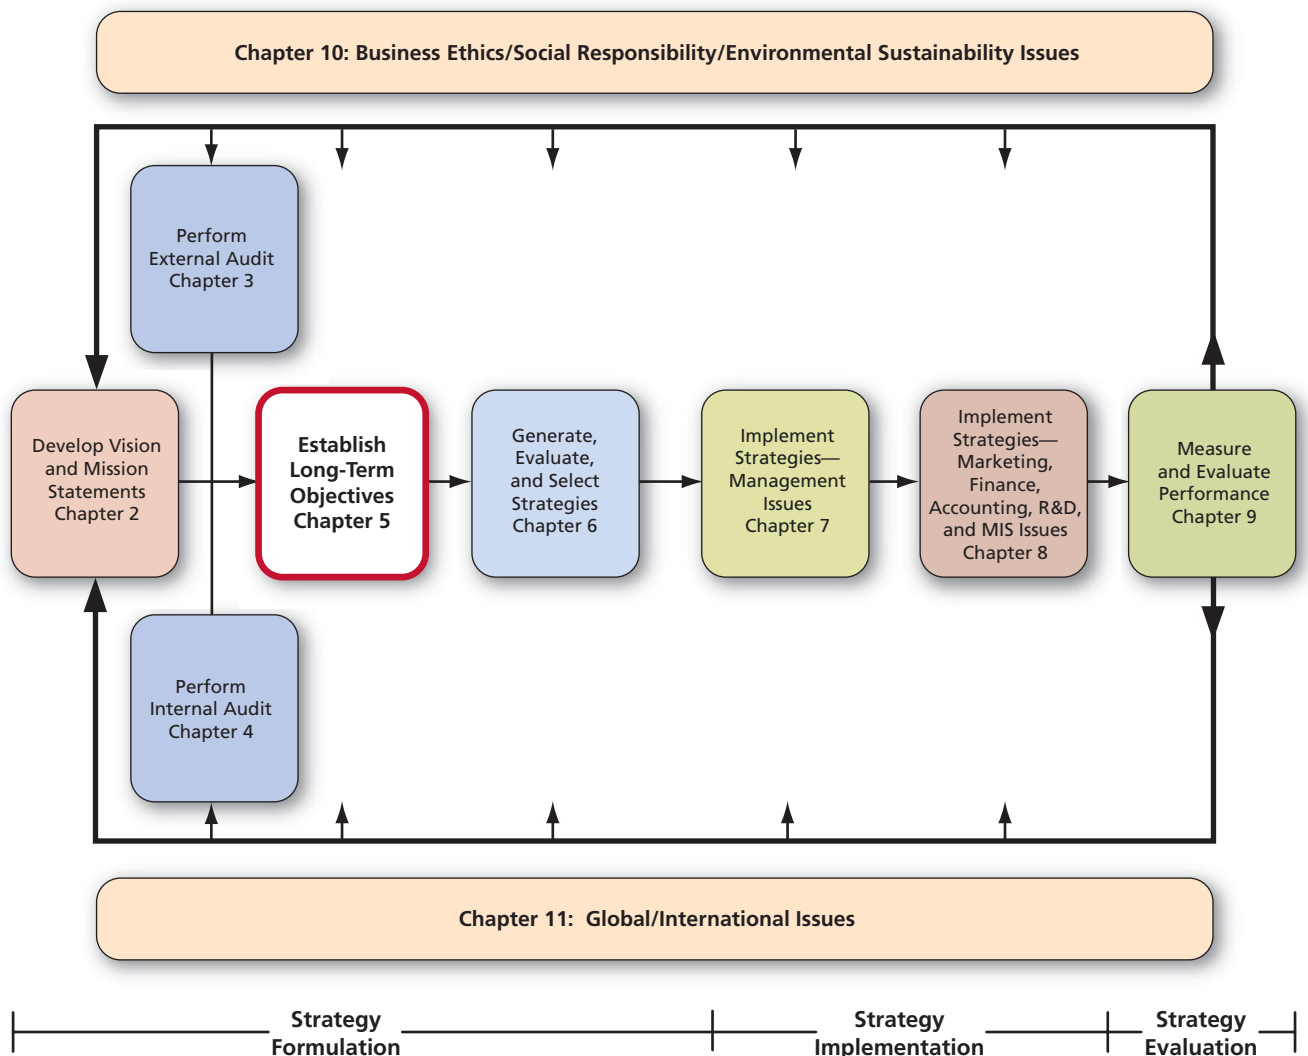 Chapter 10: Business Ethics/Social Responsibility/Environmental Sustainability Issues
Perform
External Audit
Chapter 3
Develop Vision
and Mission
Statements
Chapter 2
Establish
Long-Term
Objectives
Chapter 5
Generate,
Evaluate,
and Select
Strategies
Chapter 6
Implement
Strategies—
Management
Issues
Chapter 7
Implement
Strategies—
Marketing,
Finance,
Accounting, R&D,
and MIS Issues
Chapter 8
Measure
and Evaluate
Performance
Chapter 9
Perform
Internal Audit
Chapter 4
Chapter 11: Global/International Issues
Strategy
Formulation
Strategy
Implementation
Strategy
Evaluation